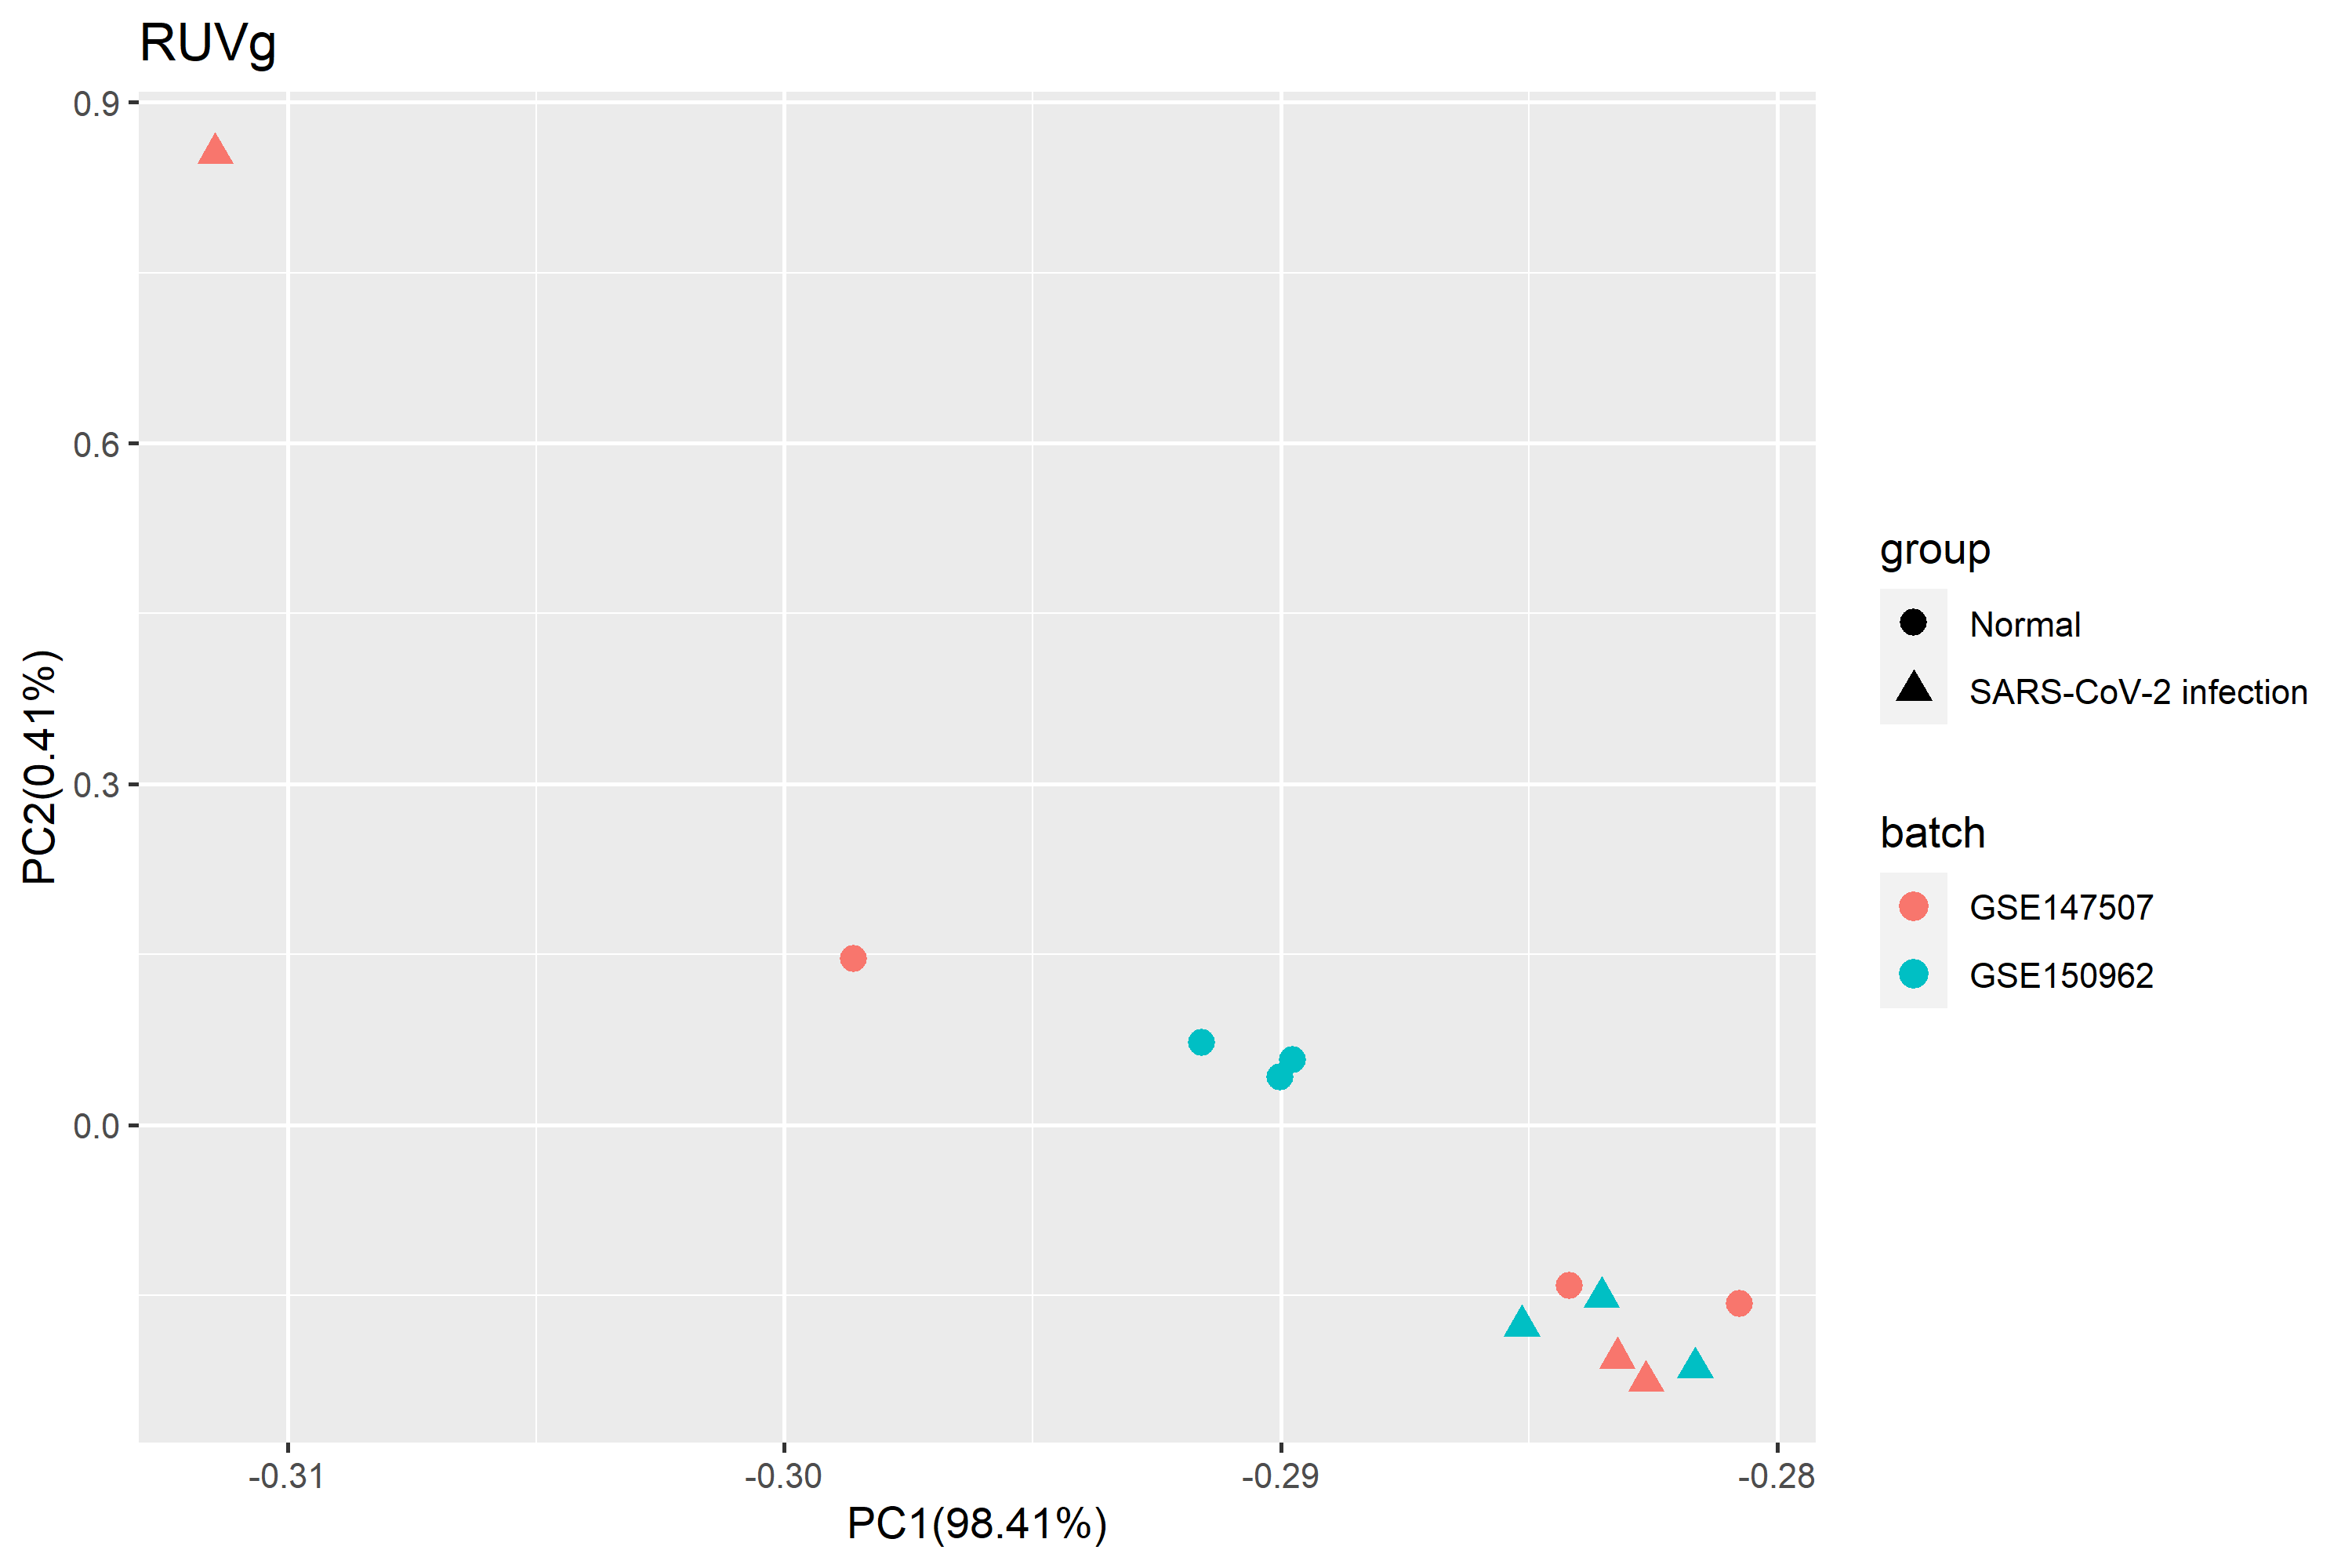 RUVg
0.9
0.6
0.3
0.0
PC2(0.41%)
-0.31
-0.30
-0.29
-0.28
PC1(98.41%)
group
Normal
SARS-CoV-2 infection
batch
GSE147507
GSE150962